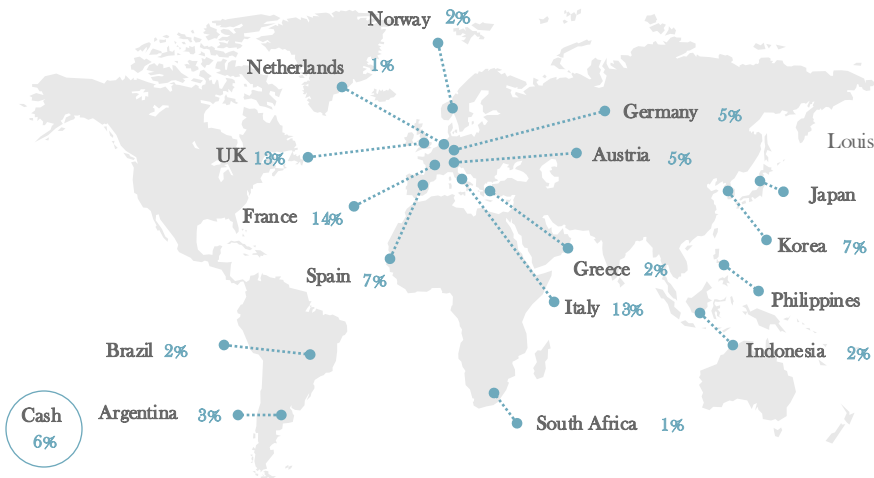 Norway 2%
Netherlands 1%
Germany 5%
Louis
UK 13%
Austria 5%
Japan
France 14%
Korea 7%
Spain 7%
Greece 2%
Philippines
Italy 13%
Brazil 2%
Indonesia 2%
Cash
6%
Argentina 3%
South Africa 1%